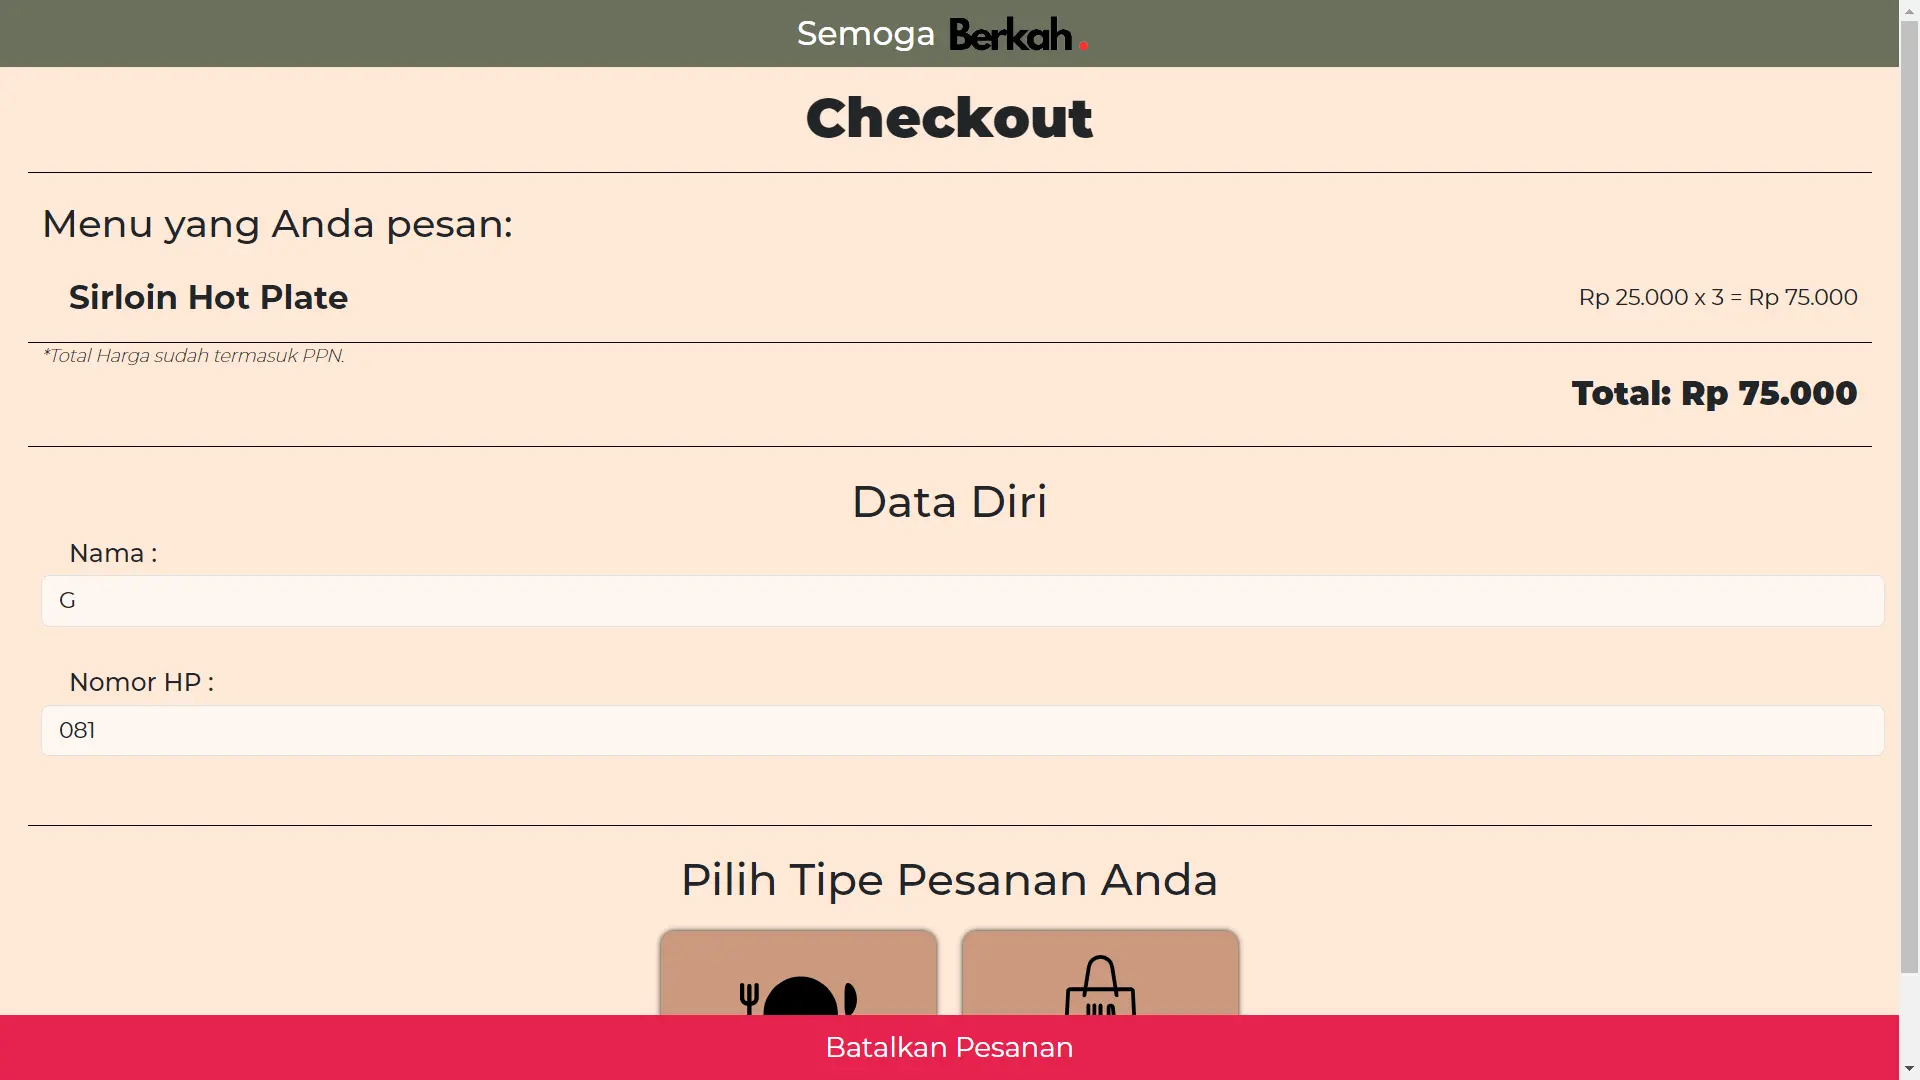 Semoga Berkah.
Checkout
Menu yang Anda pesan:
Sirloin Hot Plate
Rp 25.000 x 3 = Rp 75.000
*Total Harga sudah termasuk PPN.
Total: Rp 75.000
Data Diri
Nama :
G
Nomor HP :
081
Pilih Tipe Pesanan Anda
Batalkan Pesanan